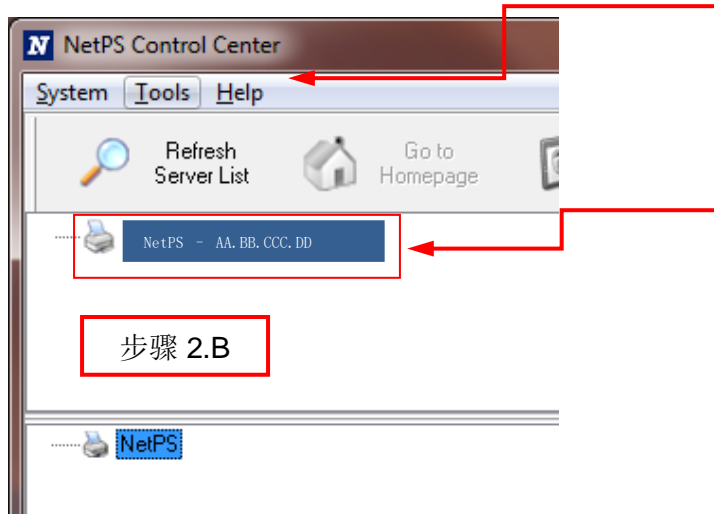 NetPS Control Center
System Tools Help
Refresh
Server List
Go to
Homepage
NetPS - AA.BB.CCC.DD
步骤 2.B
NetPS